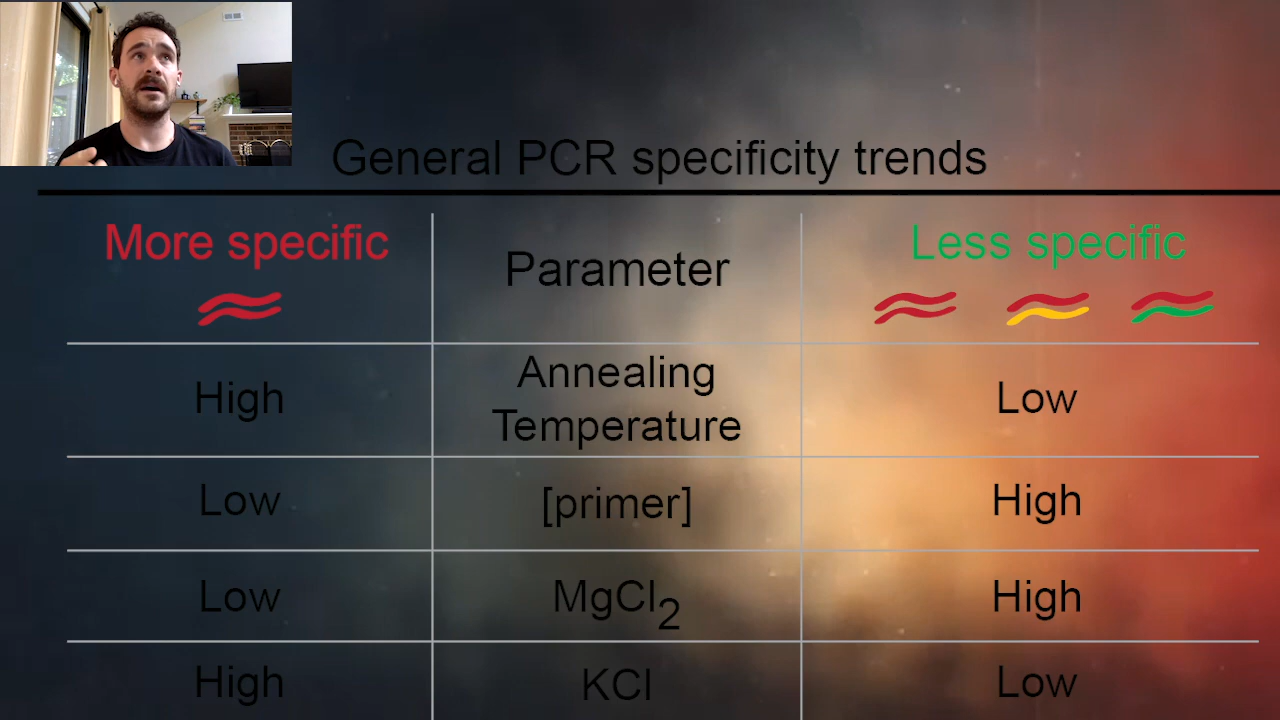 General PCR specificity trends
More specific
Parameter
Less specific
High
Annealing
Temperature
Low
Low
[primer]
High
Low
MgCl2
High
High
KCl
Low